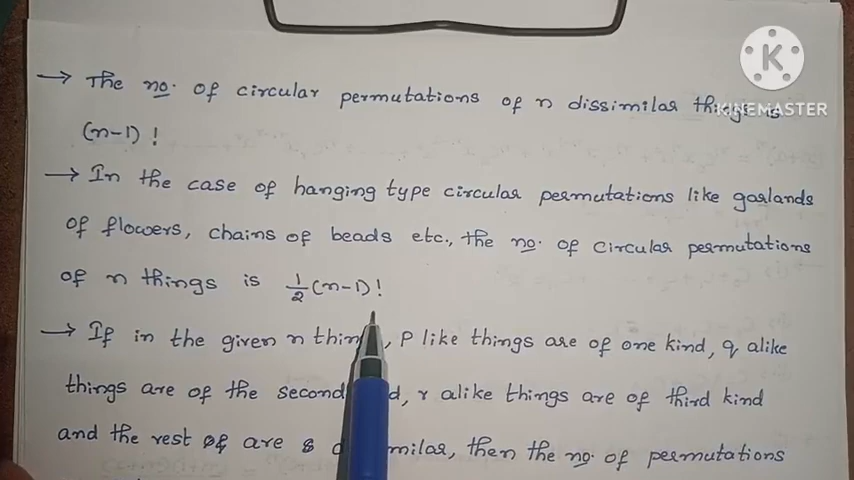 → The no. of circular permutations of n dissimilar things is
(n-1)!
→ In the case of hanging type circular permutations like garlands
of flowers, chains of beads etc., the no. of circular permutations
of n things is 1/2 (n-1)!
→ If in the given n thin , p like things are of one kind, q alike
things are of the second d, r alike things are of third kind
and the rest of are s d milar, then the no. of permutations
K
KINEMASTER